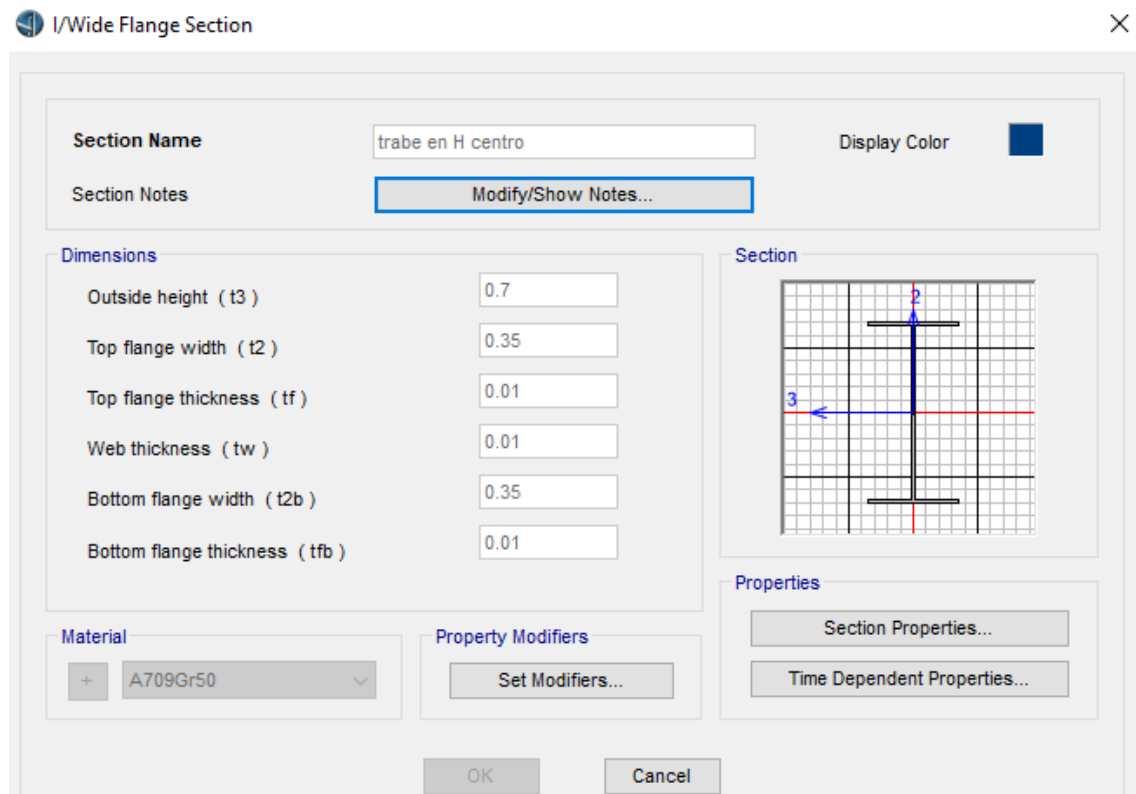 I/Wide Flange Section
Section Name trabe en H centro Display Color
Section Notes Modify/Show Notes...
Dimensions
Outside height ( t3 ) 0.7
Top flange width ( t2 ) 0.35
Top flange thickness ( tf ) 0.01
Web thickness ( tw ) 0.01
Bottom flange width ( t2b ) 0.35
Bottom flange thickness ( tfb ) 0.01
Section
2
3
Material
+ A709Gr50
Property Modifiers
Set Modifiers...
Properties
Section Properties...
Time Dependent Properties...
OK Cancel